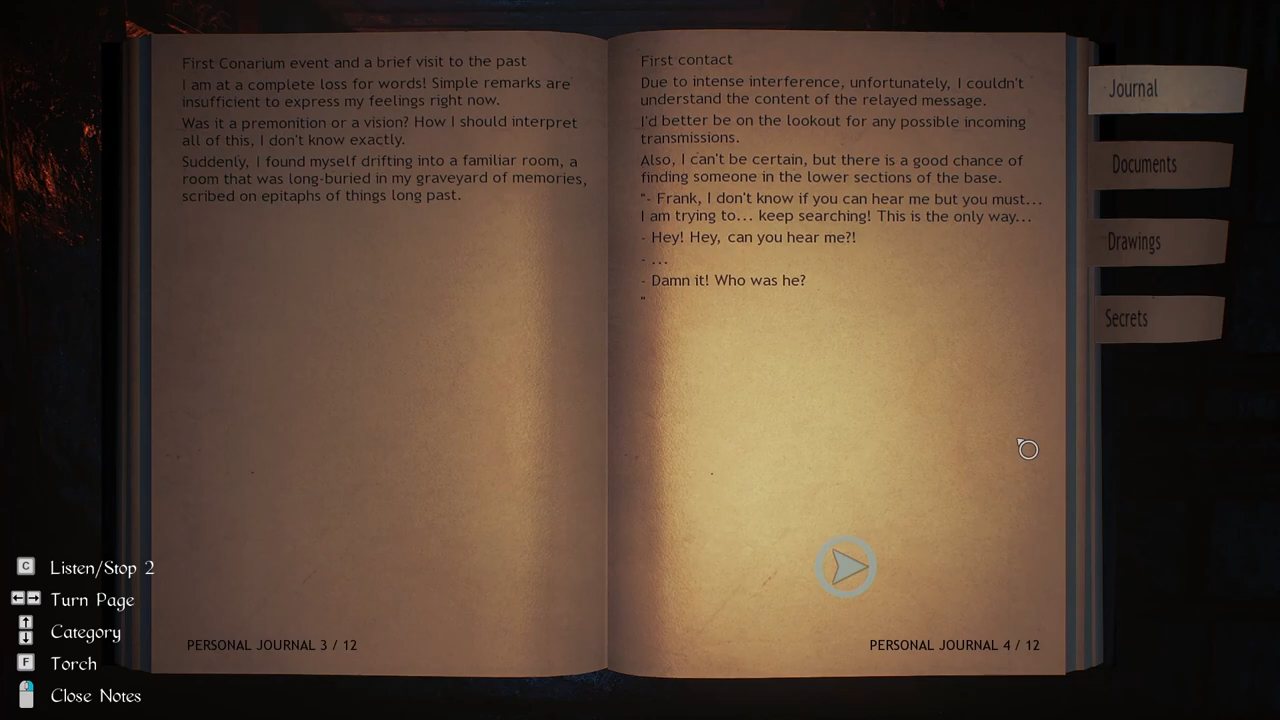 First Conarium event and a brief visit to the past
I am at a complete loss for words! Simple remarks are
insufficient to express my feelings right now.
Was it a premonition or a vision? How I should interpret
all of this, I don't know exactly.
Suddenly, I found myself drifting into a familiar room, a
room that was long-buried in my graveyard of memories,
scribed on epitaphs of things long past.
PERSONAL JOURNAL 3 / 12
First contact
Due to intense interference, unfortunately, I couldn't
understand the content of the relayed message.
I'd better be on the lookout for any possible incoming
transmissions.
Also, I can't be certain, but there is a good chance of
finding someone in the lower sections of the base.
"- Frank, I don't know if you can hear me but you must...
I am trying to... keep searching! This is the only way...
- Hey! Hey, can you hear me?!
- ...
- Damn it! Who was he?
"
PERSONAL JOURNAL 4 / 12
Journal
Documents
Drawings
Secrets
C Listen/Stop 2
Turn Page
Category
F Torch
Close Notes